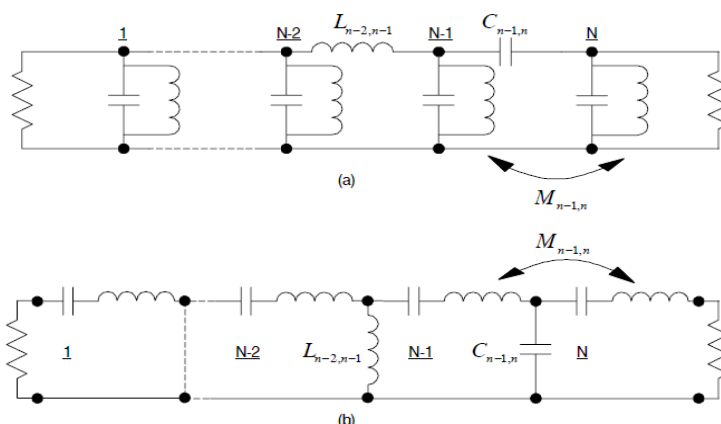 1 N-2 L_{n-2,n-1} N-1 C_{n-1,n} N
(a)
M_{n-1,n}
M_{n-1,n}
1 N-2 L_{n-2,n-1} N-1 C_{n-1,n} N
(b)